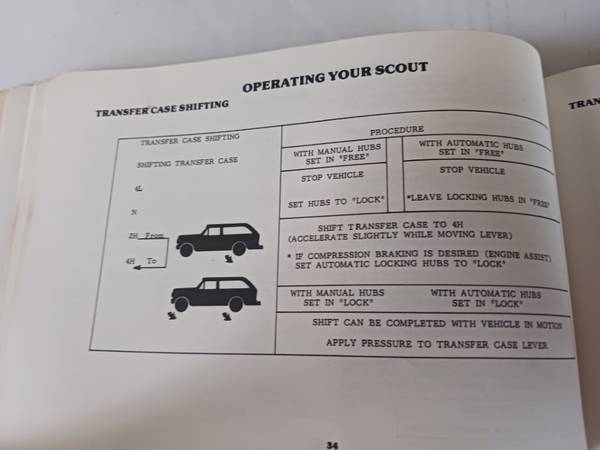 OPERATING YOUR SCOUT
TRANSFER CASE SHIFTING
TRAN
TRANSFER CASE SHIFTING
PROCEDURE
SHIFTING TRANSFER CASE
WITH MANUAL HUBS
SET IN "FREE"
WITH AUTOMATIC HUBS
SET IN "FREE"
4L
STOP VEHICLE
STOP VEHICLE
N
SET HUBS TO "LOCK"
*LEAVE LOCKING HUBS IN "FREE"
2H From
4H To
SHIFT TRANSFER CASE TO 4H
(ACCELERATE SLIGHTLY WHILE MOVING LEVER)
* IF COMPRESSION BRAKING IS DESIRED (ENGINE ASSIST)
SET AUTOMATIC LOCKING HUBS TO "LOCK"
WITH MANUAL HUBS
SET IN "LOCK"
WITH AUTOMATIC HUBS
SET IN "LOCK"
SHIFT CAN BE COMPLETED WITH VEHICLE IN MOTION
APPLY PRESSURE TO TRANSFER CASE LEVER
34